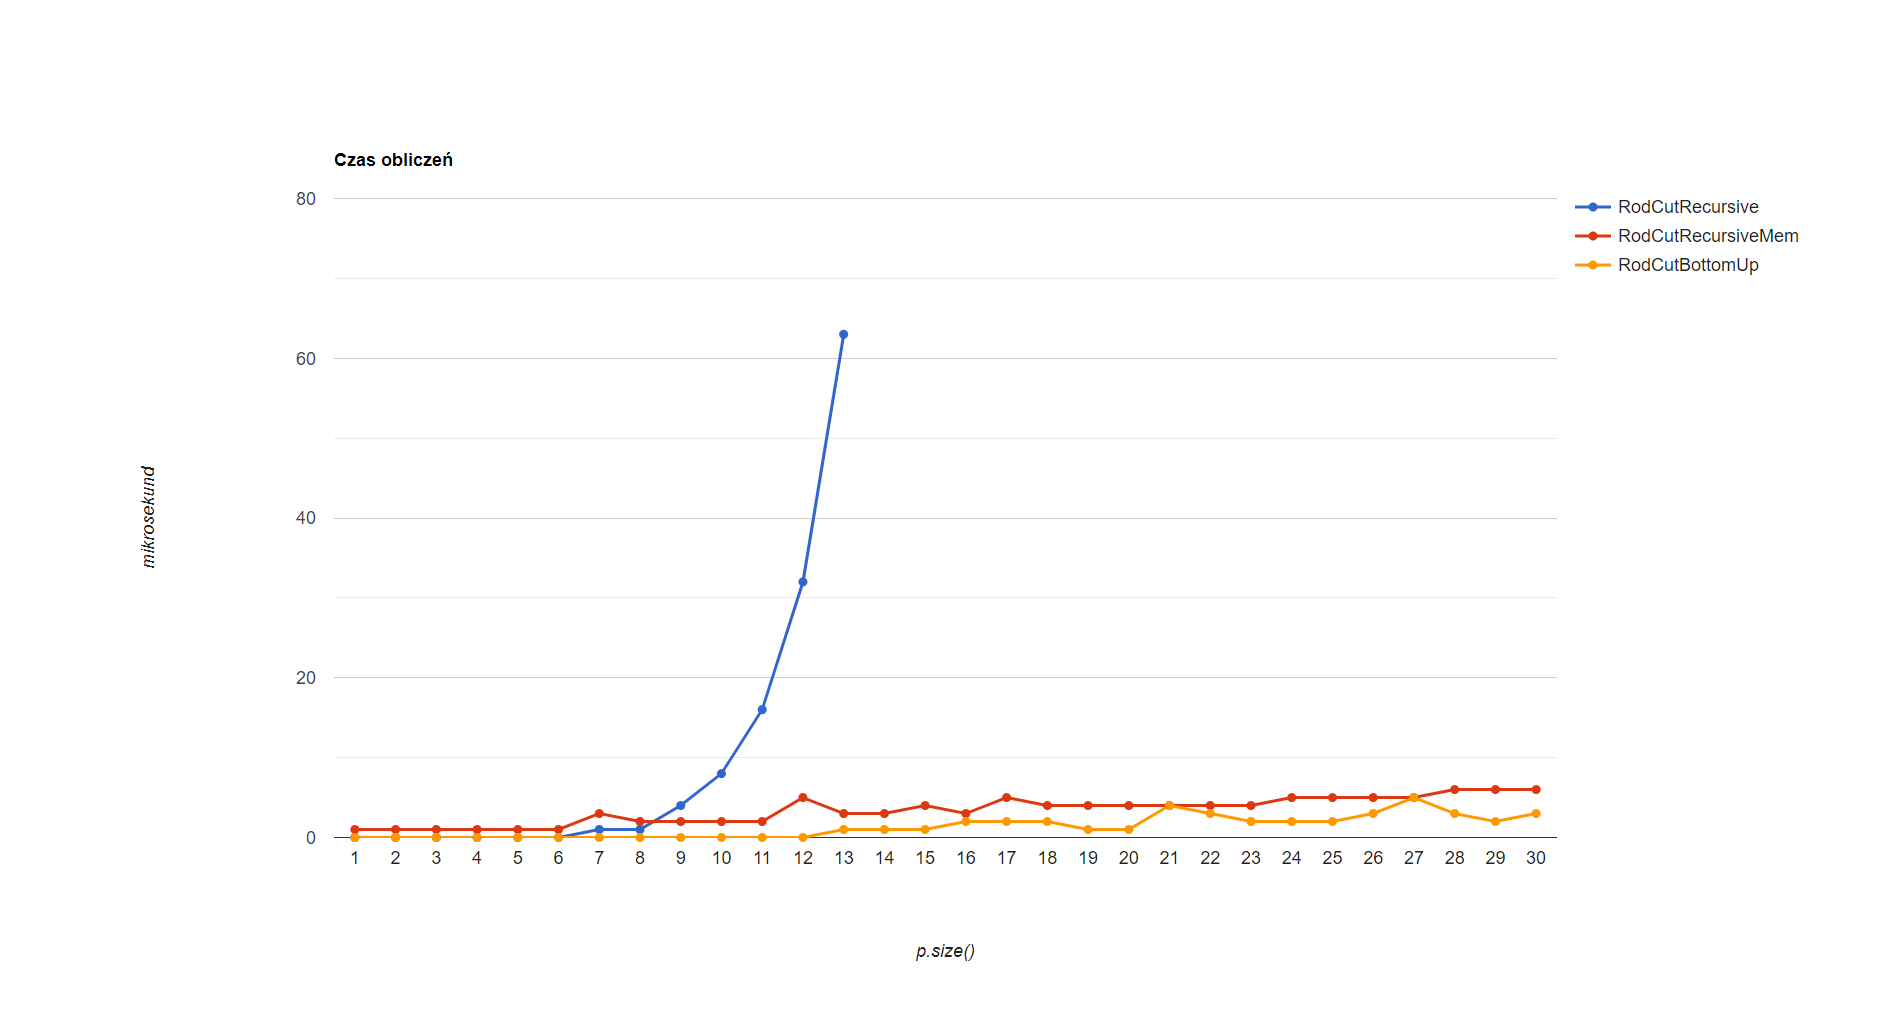 Czas obliczeń
80
60
40
20
0
mikrosekund
1 2 3 4 5 6 7 8 9 10 11 12 13 14 15 16 17 18 19 20 21 22 23 24 25 26 27 28 29 30
p.size()
RodCutRecursive
RodCutRecursiveMem
RodCutBottomUp